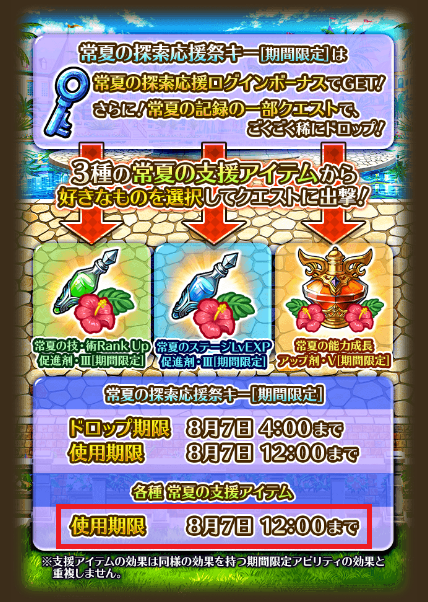 常夏の探索応援祭キー[期間限定]は
常夏の探索応援ログインボーナスでGET!
さらに!常夏の記録の一部クエストで、
ごくごく稀にドロップ!
3種の常夏の支援アイテムから
好きなものを選択してクエストに出撃!
常夏の技・術Rank Up
促進剤・Ⅲ[期間限定]
常夏のステージLvEXP
促進剤・Ⅲ[期間限定]
常夏の能力成長
アップ剤・Ⅴ[期間限定]
常夏の探索応援祭キー[期間限定]
ドロップ期限 8月7日 4:00まで
使用期限 8月7日 12:00まで
各種 常夏の支援アイテム
使用期限 8月7日 12:00まで
※支援アイテムの効果は同様の効果を持つ期間限定アビリティの効果と
重複しません。